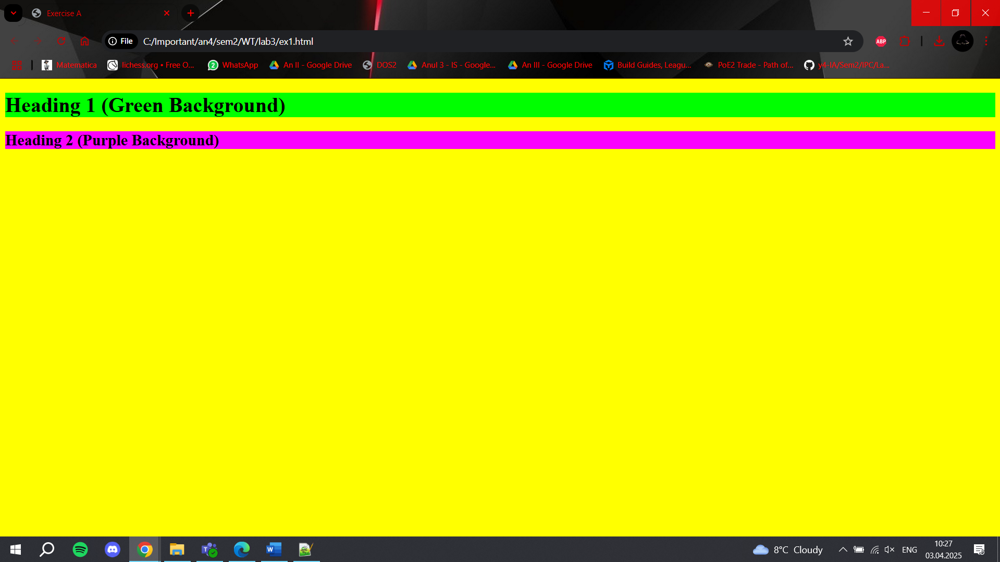 Exercise A
File C:/Important/an4/sem2/WT/lab3/ex1.html
ABP
Matematica lichess.org • Free O... 2 WhatsApp An II - Google Drive DOS2 Anul 3 - IS - Google... An III - Google Drive Build Guides, Leagu... PoE2 Trade - Path of... y4-IA/Sem2/IPC/La...
Heading 1 (Green Background)
Heading 2 (Purple Background)
T W 8°C Cloudy ENG 10:27
03.04.2025